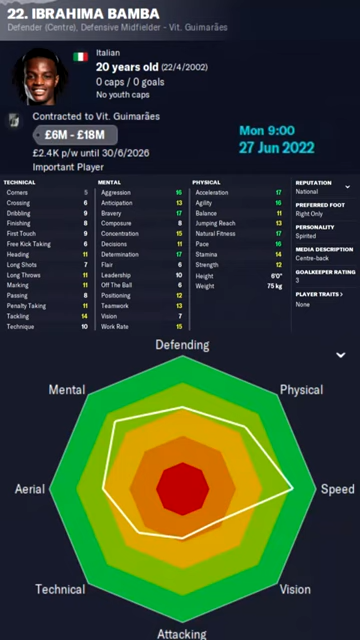 22. IBRAHIMA BAMBA
Defender (Centre), Defensive Midfielder - Vit. Guimarães
Italian
20 years old (22/4/2002)
0 caps / 0 goals
No youth caps
Contracted to Vit. Guimarães
£6M - £18M
£2.4K p/w until 30/6/2026
Important Player
Mon 9:00
27 Jun 2022
TECHNICAL
Corners 5
Crossing 6
Dribbling 9
Finishing 8
First Touch 9
Free Kick Taking 6
Heading 11
Long Shots 7
Long Throws 11
Marking 11
Passing 8
Penalty Taking 11
Tackling 14
Technique 10
MENTAL
Aggression 16
Anticipation 13
Bravery 17
Composure 8
Concentration 15
Decisions 11
Determination 17
Flair 6
Leadership 10
Off The Ball 6
Positioning 12
Teamwork 13
Vision 7
Work Rate 15
PHYSICAL
Acceleration 17
Agility 16
Balance 11
Jumping Reach 13
Natural Fitness 17
Pace 16
Stamina 14
Strength 12
Height 6'0"
Weight 75 kg
REPUTATION
National
PREFERRED FOOT
Right Only
PERSONALITY
Spirited
MEDIA DESCRIPTION
Centre-back
GOALKEEPER RATING
3
PLAYER TRAITS >
None
Defending
Mental
Physical
Aerial
Speed
Technical
Vision
Attacking